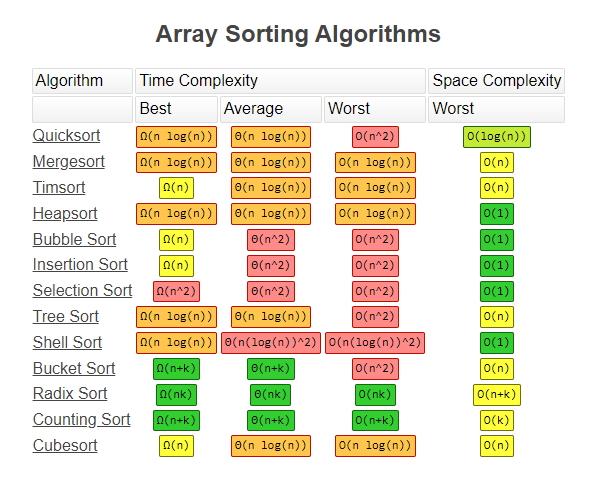 Array Sorting Algorithms
Algorithm Time Complexity Space Complexity
Best Average Worst Worst
Quicksort Ω(n log(n)) Θ(n log(n)) O(n^2) O(log(n))
Mergesort Ω(n log(n)) Θ(n log(n)) O(n log(n)) O(n)
Timsort Ω(n) Θ(n log(n)) O(n log(n)) O(n)
Heapsort Ω(n log(n)) Θ(n log(n)) O(n log(n)) O(1)
Bubble Sort Ω(n) Θ(n^2) O(n^2) O(1)
Insertion Sort Ω(n) Θ(n^2) O(n^2) O(1)
Selection Sort Ω(n^2) Θ(n^2) O(n^2) O(1)
Tree Sort Ω(n log(n)) Θ(n log(n)) O(n^2) O(n)
Shell Sort Ω(n log(n)) Θ(n(log(n))^2) O(n(log(n))^2) O(1)
Bucket Sort Ω(n+k) Θ(n+k) O(n^2) O(n)
Radix Sort Ω(nk) Θ(nk) O(nk) O(n+k)
Counting Sort Ω(n+k) Θ(n+k) O(n+k) O(k)
Cubesort Ω(n) Θ(n log(n)) O(n log(n)) O(n)